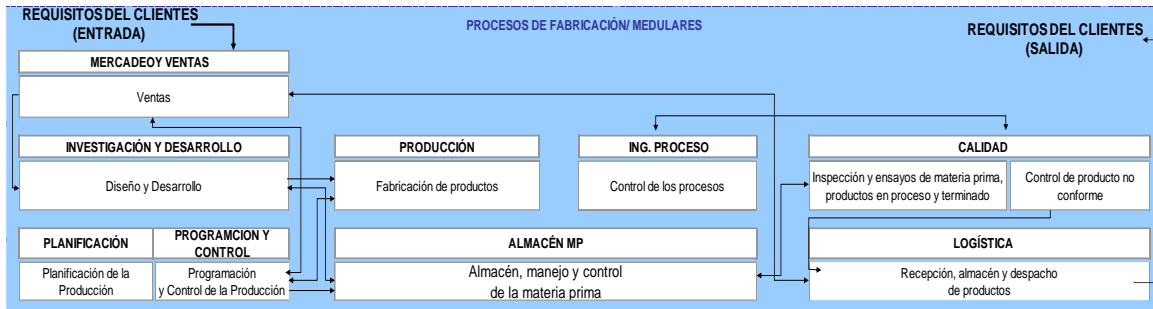 REQUISITOS DEL CLIENTES
(ENTRADA)
PROCESOS DE FABRICACIÓN/ MEDULARES
REQUISITOS DEL CLIENTES
(SALIDA)
MERCADEOY VENTAS
Ventas
INVESTIGACIÓN Y DESARROLLO
PRODUCCIÓN
ING. PROCESO
CALIDAD
Diseño y Desarrollo
Fabricación de productos
Control de los procesos
Inspección y ensayos de materia prima,
productos en proceso y terminado
Control de producto no
conforme
PLANIFICACIÓN
PROGRAMCION Y
CONTROL
ALMACÉN MP
LOGÍSTICA
Planificación de la
Producción
Programación
y Control de la Producción
Almacén, manejo y control
de la materia prima
Recepción, almacén y despacho
de productos